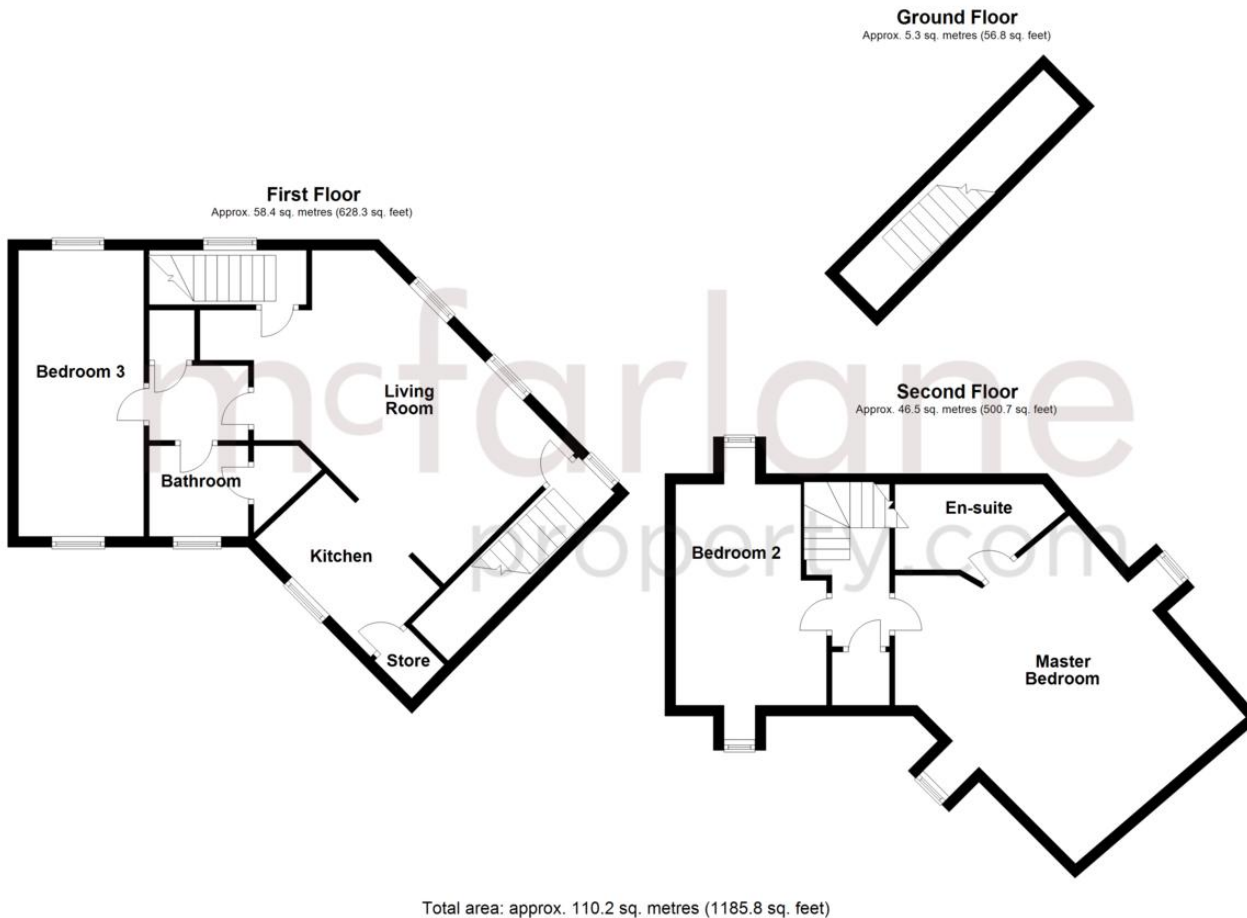 Ground Floor
Approx. 5.3 sq. metres (56.8 sq. feet)
First Floor
Approx. 58.4 sq. metres (628.3 sq. feet)
Bedroom 3
Living
Room
Bathroom
Kitchen
Store
Second Floor
Approx. 46.5 sq. metres (500.7 sq. feet)
Bedroom 2
En-suite
Master
Bedroom
mcfarlane
property.com
Total area: approx. 110.2 sq. metres (1185.8 sq. feet)